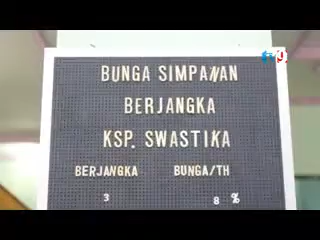 BUNGA SIMPANAN
BERJANGKA
KSP. SWASTIKA
BERJANGKA BUNGA/TH
3 8 %